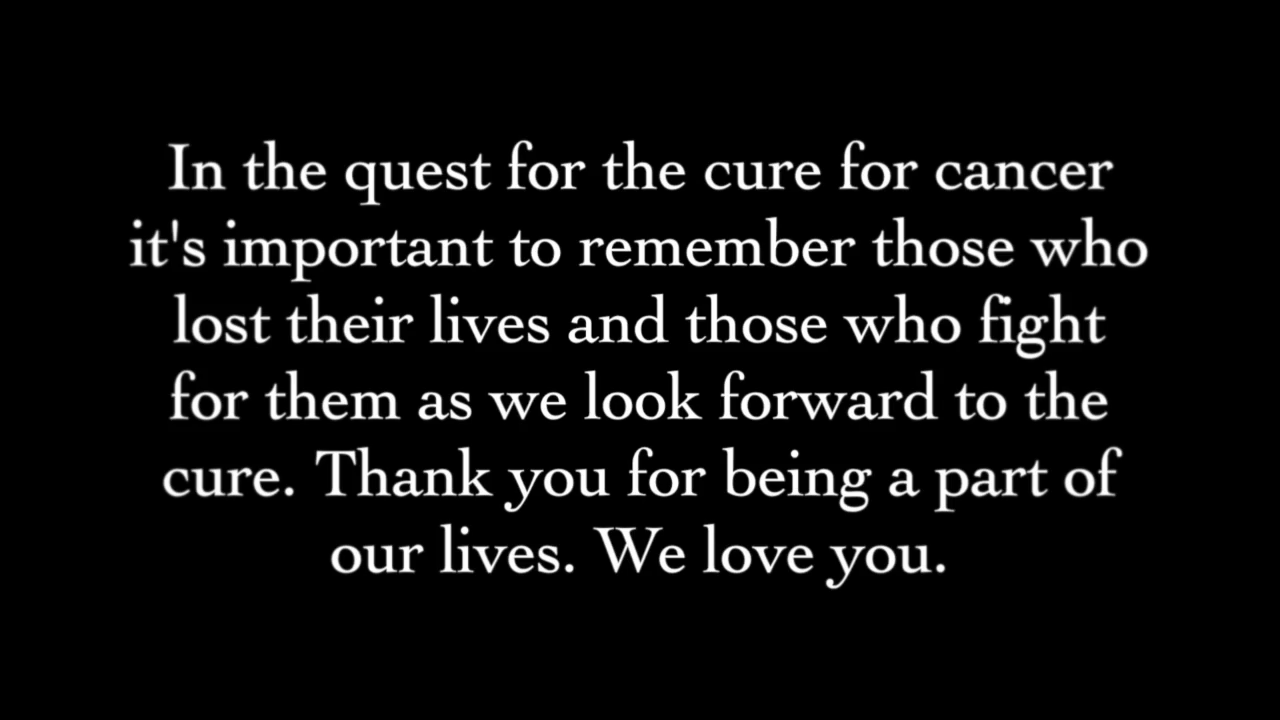 In the quest for the cure for cancer
it's important to remember those who
lost their lives and those who fight
for them as we look forward to the
cure. Thank you for being a part of
our lives. We love you.